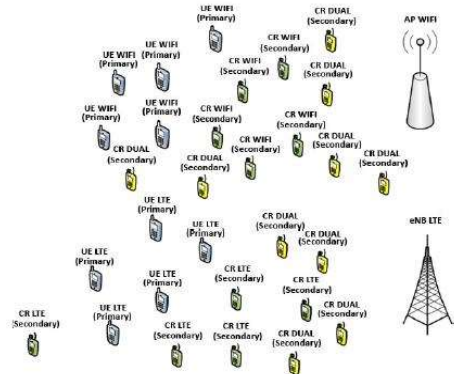 UE WIFI
(Primary)
CR DUAL
(Secondary)
AP WIFI
UE WIFI
(Primary)
UE WIFI
(Primary)
CR WIFI
(Secondary)
CR WIFI
(Secondary)
CR DUAL
(Secondary)
UE WIFI
(Primary)
UE WIFI
(Primary)
CR WIFI
(Secondary)
CR WIFI
(Secondary)
CR WIFI
(Secondary)
CR DUAL
(Secondary)
CR DUAL
(Secondary)
CR DUAL
(Secondary)
CR DUAL
(Secondary)
UE LTE
(Primary)
UE LTE
(Primary)
CR DUAL
(Secondary)
CR DUAL
(Secondary)
eNB LTE
UE LTE
(Primary)
UE LTE
(Primary)
CR LTE
(Secondary)
CR LTE
(Secondary)
CR DUAL
(Secondary)
CR LTE
(Secondary)
UE LTE
(Primary)
CR LTE
(Secondary)
CR LTE
(Secondary)
CR DUAL
(Secondary)